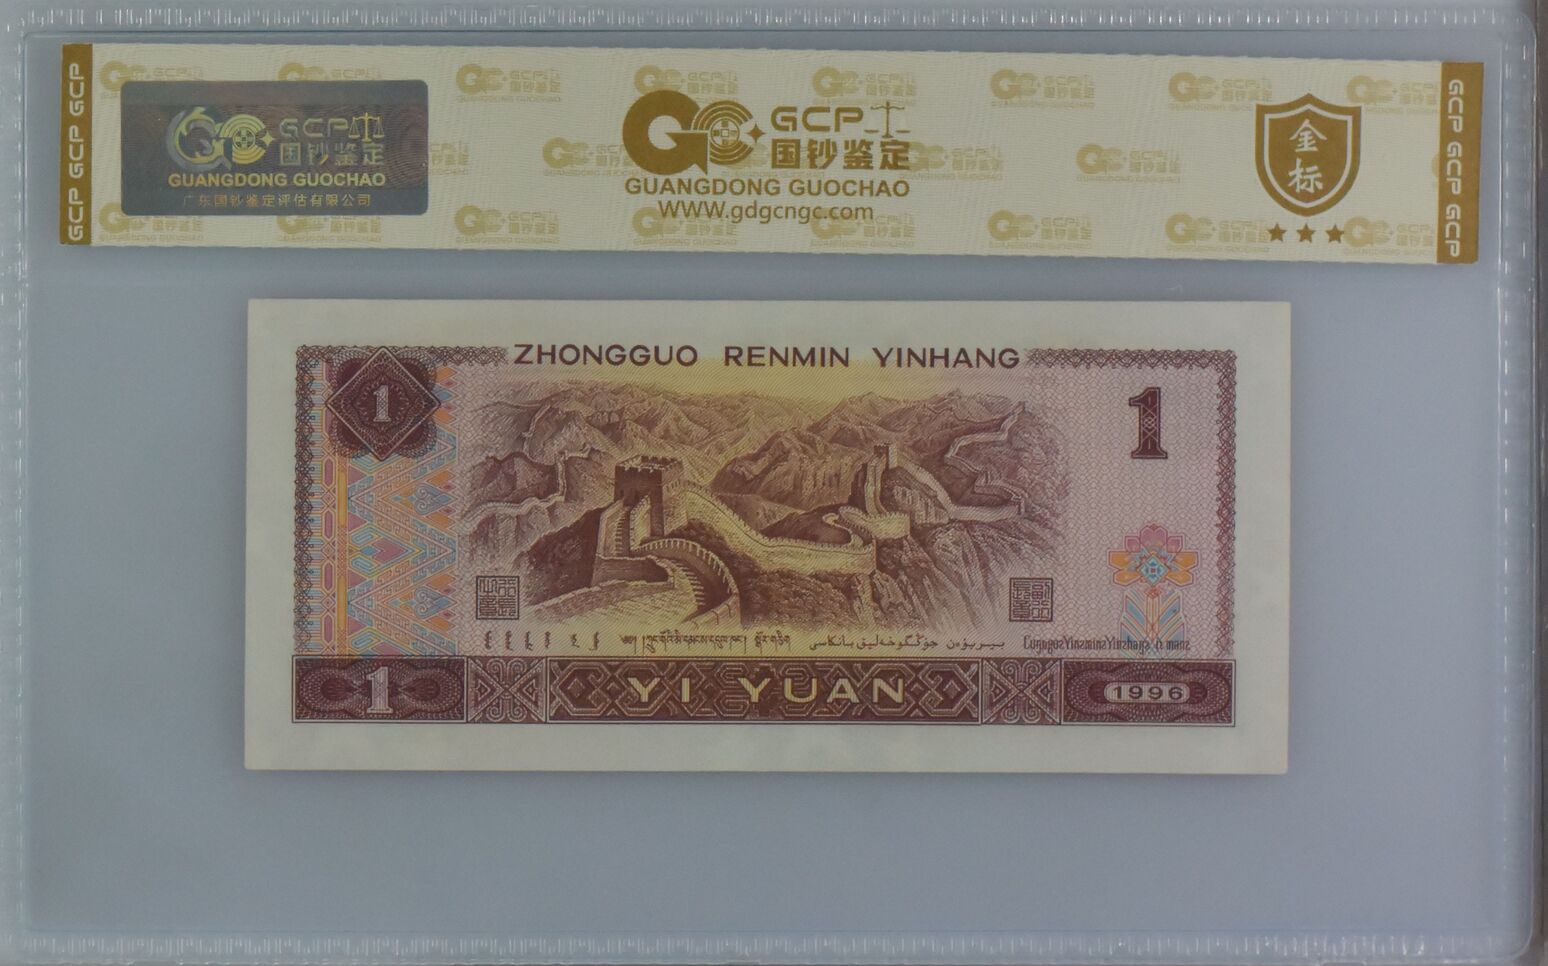 GCP GCP GCP
GCP
国钞鉴定
GUANGDONG GUOCHAO
广东国钞鉴定评估有限公司
GCP
国钞鉴定
GUANGDONG GUOCHAO
WWW.gdgcngc.com
金标
GCP GCP GCP
ZHONGGUO RENMIN YINHANG
1
1
1
YI YUAN
1996